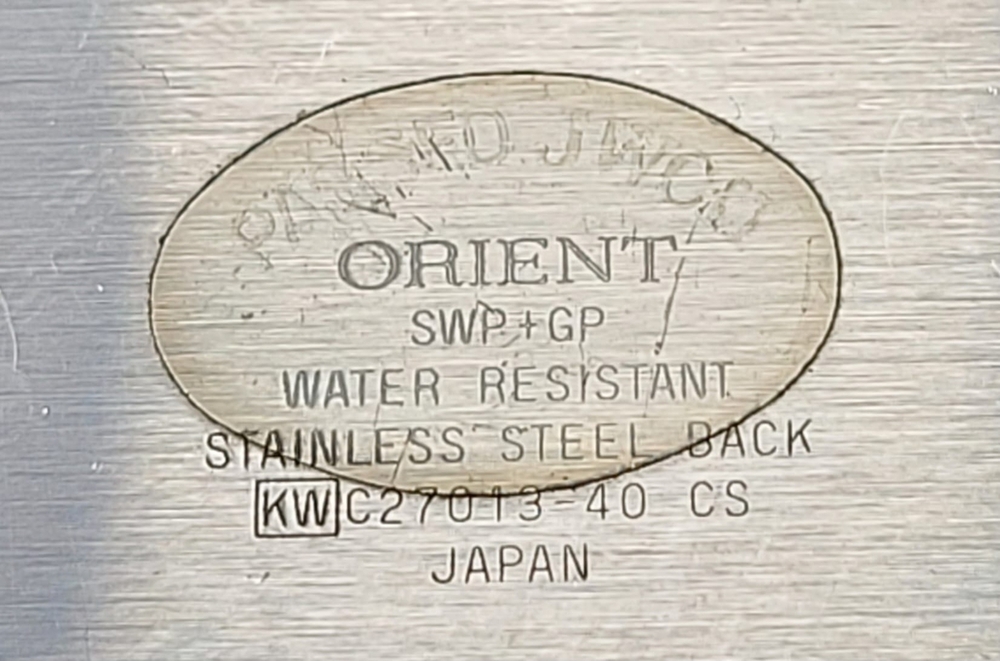 ORIENT
SWP+GP
WATER RESISTANT
STAINLESS STEEL BACK
KW C27013-40 CS
JAPAN